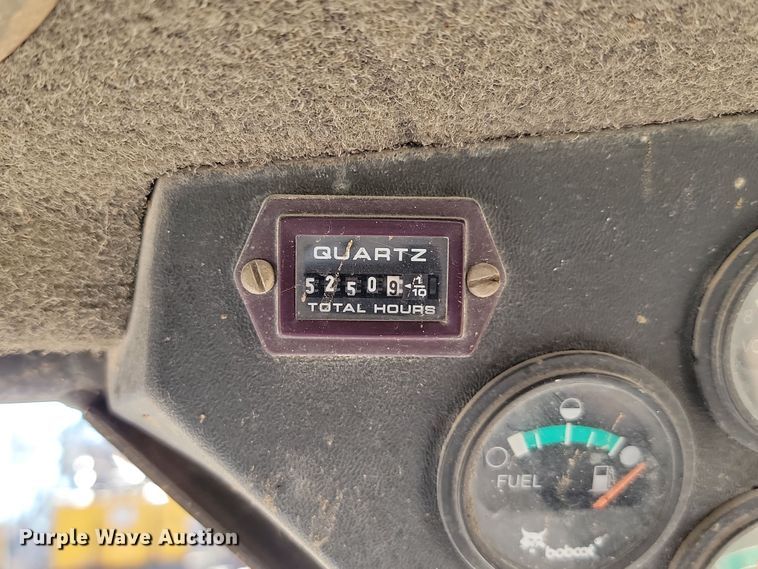 QUARTZ
52509 1/10
TOTAL HOURS
FUEL
bobcat
Purple Wave Auction